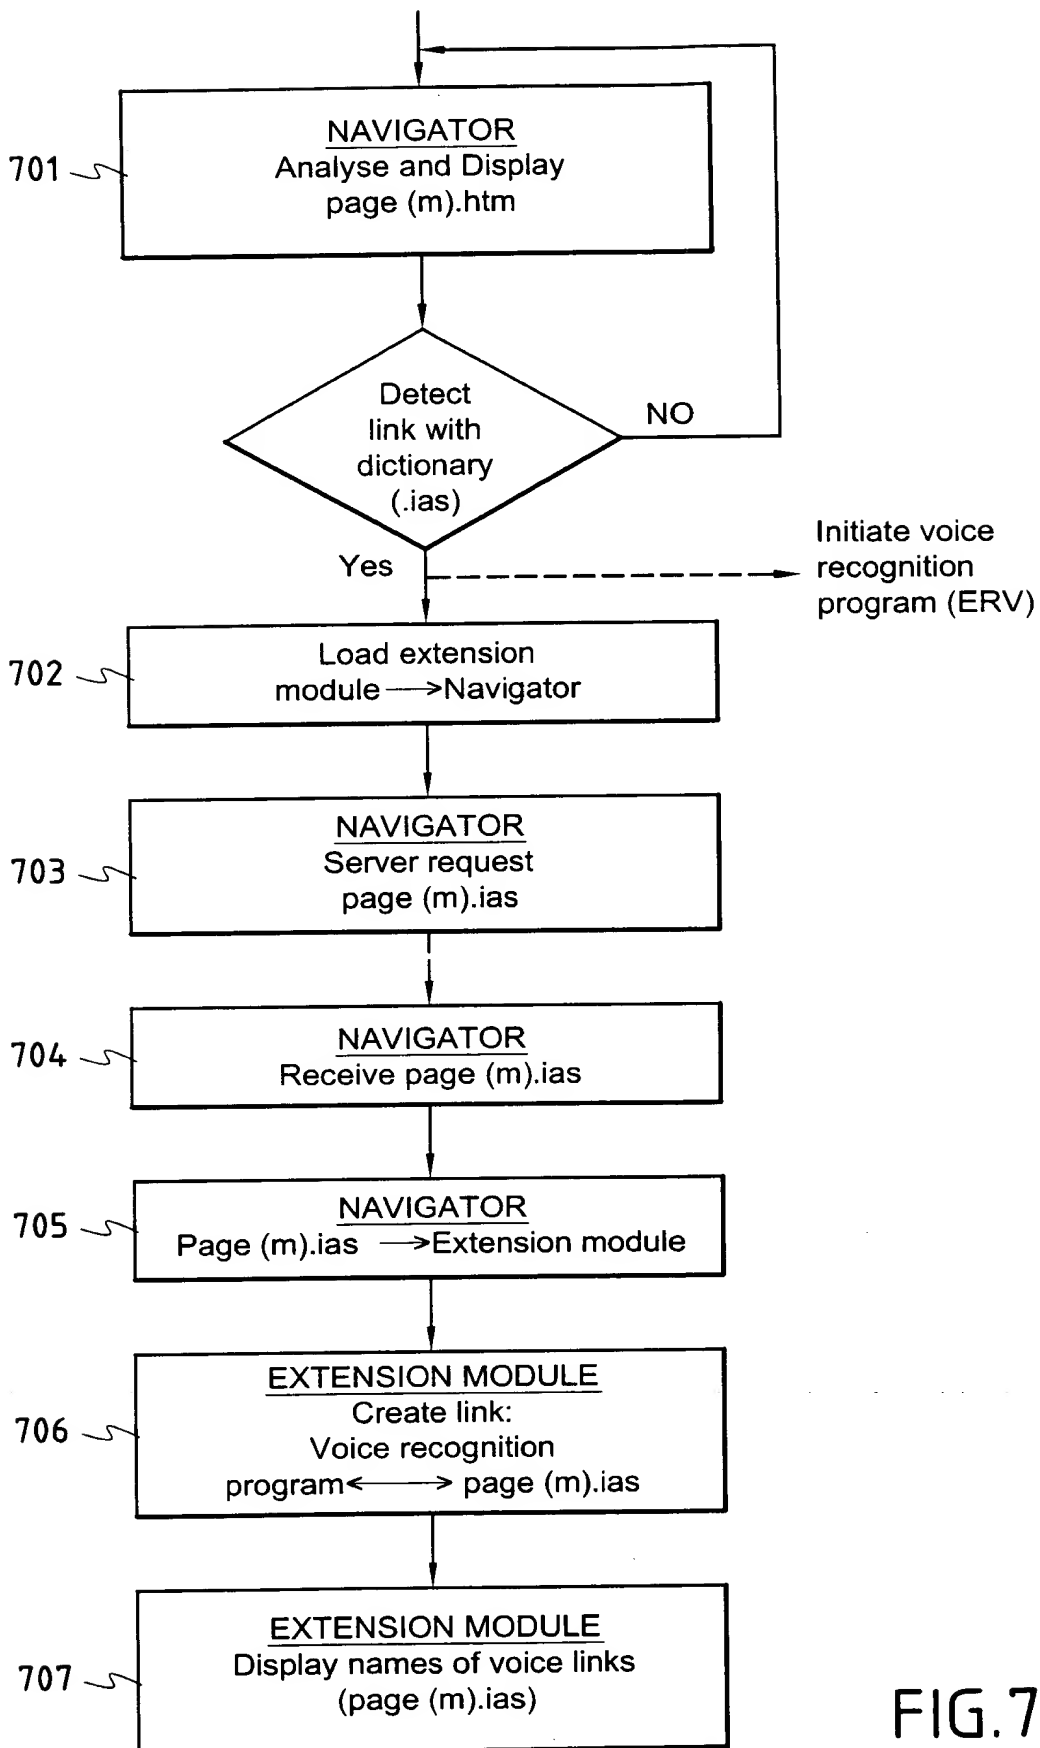 NAVIGATOR
Analyse and Display
page (m).htm
701
Detect
link with
dictionary
(.ias)
NO
Yes
Initiate voice
recognition
program (ERV)
Load extension
module → Navigator
702
NAVIGATOR
Server request
page (m).ias
703
NAVIGATOR
Receive page (m).ias
704
NAVIGATOR
Page (m).ias → Extension module
705
EXTENSION MODULE
Create link:
Voice recognition
program ↔ page (m).ias
706
EXTENSION MODULE
Display names of voice links
(page (m).ias)
707
FIG.7